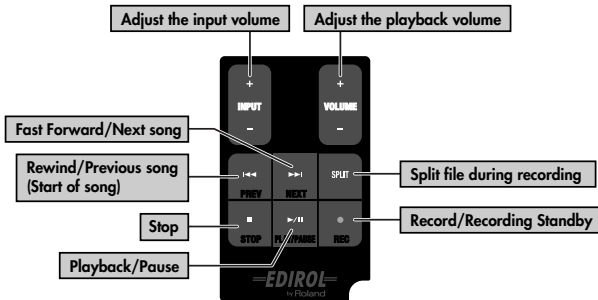 Adjust the input volume
Adjust the playback volume
+
+
INPUT
VOLUME
−
−
Fast Forward/Next song
Rewind/Previous song
(Start of song)
PREV
NEXT
SPLIT
Split file during recording
Stop
STOP
PLAY/PAUSE
REC
Record/Recording Standby
Playback/Pause
EDIROL
by Roland